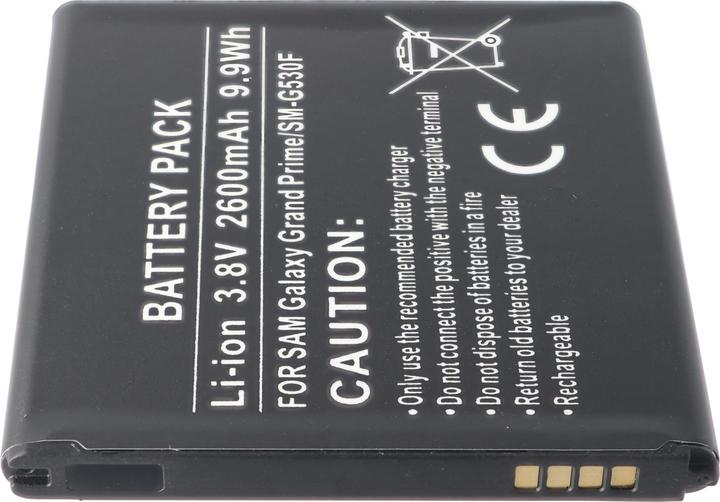 BATTERY PACK
Li-ion 3.8V 2600mAh 9.9Wh
FOR SAM Galaxy Grand Prime/SM-G530F
CAUTION:
• Only use the recommended battery charger
• Do not connect the positive with the negative terminal
• Do not dispose of batteries in a fire
• Return old batteries to your dealer
• Rechargeable
CE